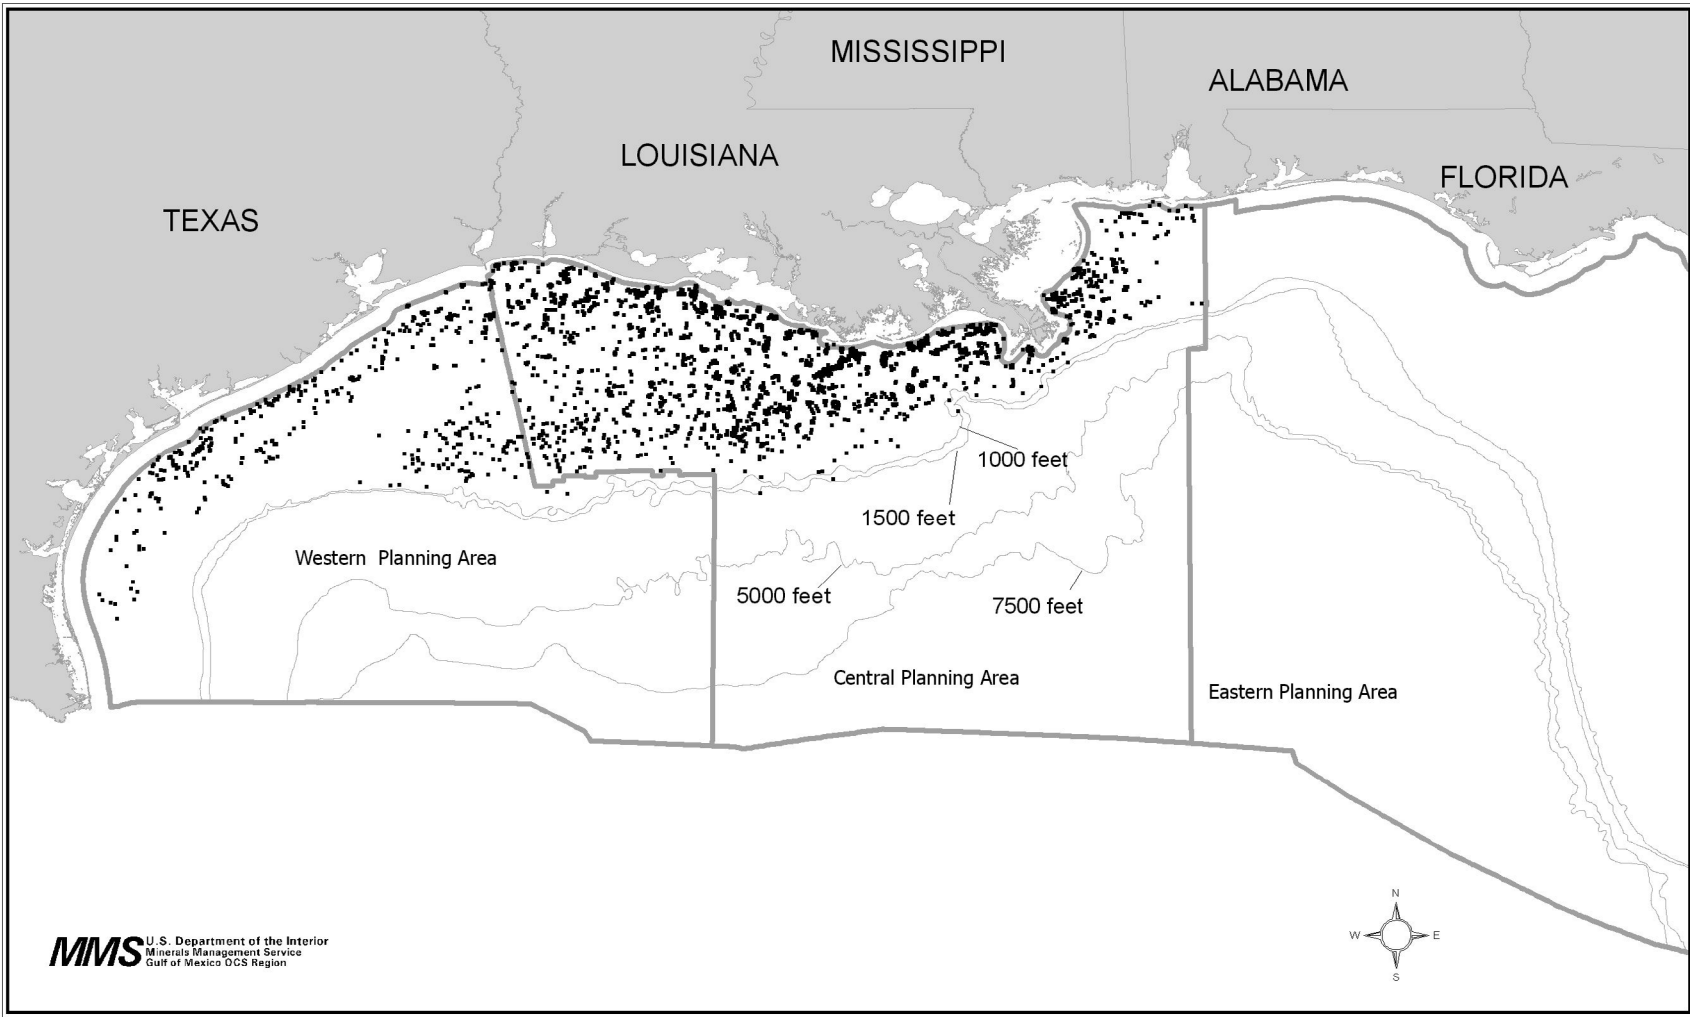 MISSISSIPPI
ALABAMA
LOUISIANA
FLORIDA
TEXAS
1000 feet
1500 feet
Western Planning Area
5000 feet
7500 feet
Central Planning Area
Eastern Planning Area
N
W E
S
MMS
U.S. Department of the Interior
Minerals Management Service
Gulf of Mexico OCS Region